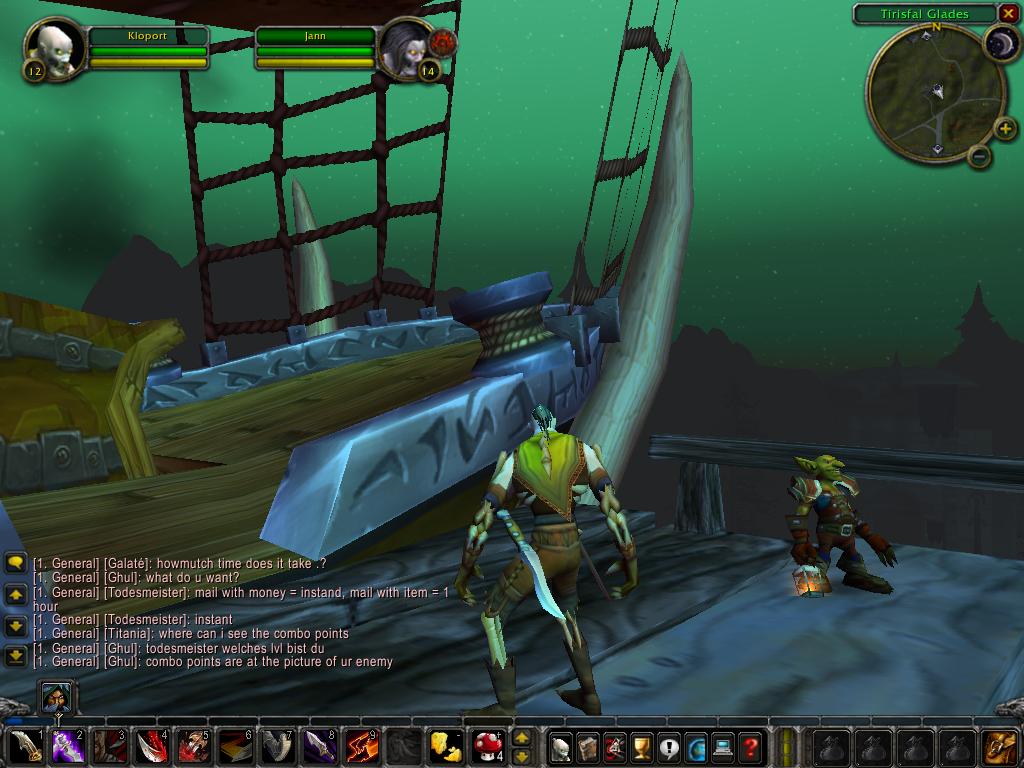 Kloport
12
Jann
14
Tirisfal Glades
N
[1. General] [Galaté]: howmutch time does it take .?
[1. General] [Ghul]: what do u want?
[1. General] [Todesmeister]: mail with money = instand, mail with item = 1
hour
[1. General] [Todesmeister]: instant
[1. General] [Titania]: where can i see the combo points
[1. General] [Ghul]: todesmeister welches lvl bist du
[1. General] [Ghul]: combo points are at the picture of ur enemy
1 2 3 4 5 6 7 8 9 - 4